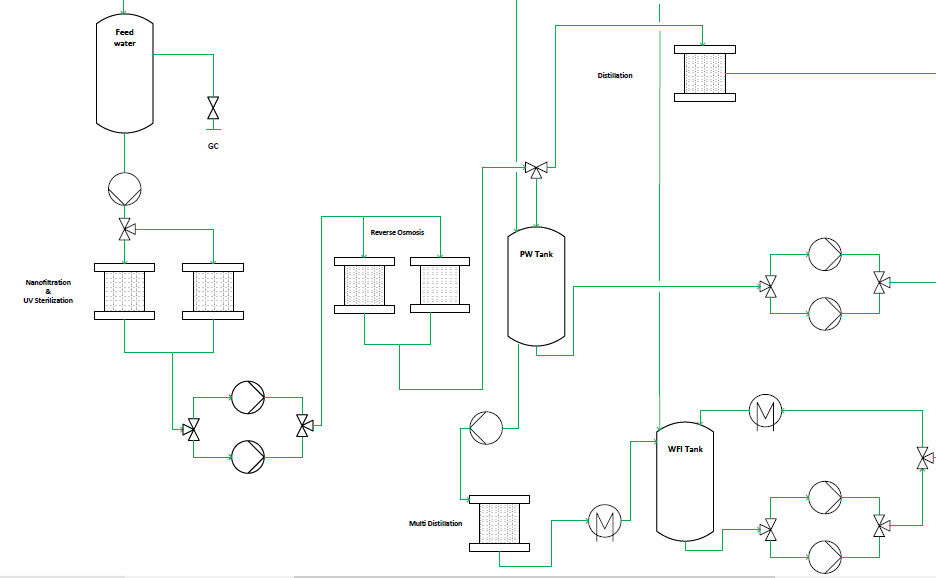 Feed
water
GC
Distillation
Nanofiltration
&
UV Sterilization
Reverse Osmosis
PW Tank
WFI Tank
Multi Distillation